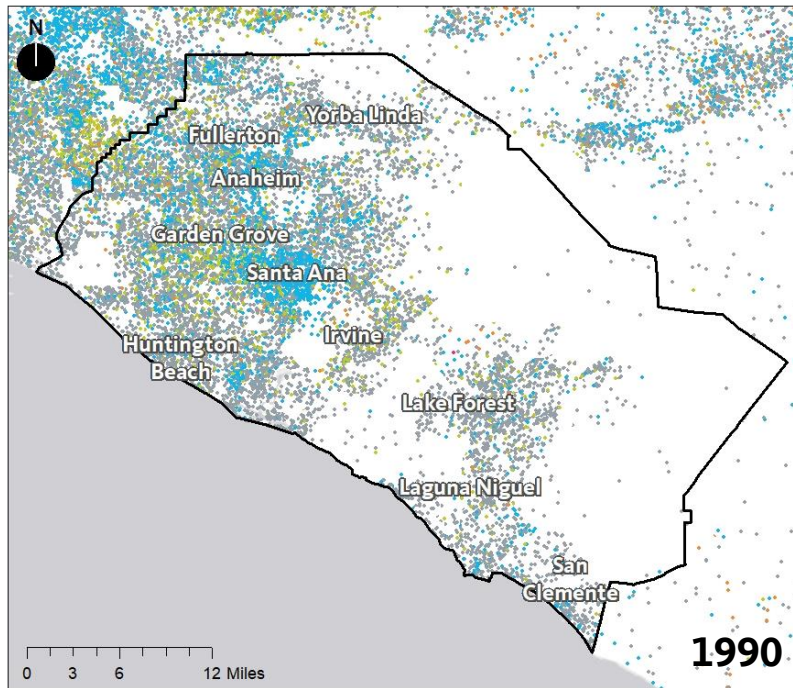 N
Yorba Linda
Fullerton
Anaheim
Garden Grove
Santa Ana
Irvine
Huntington
Beach
Lake Forest
Laguna Niguel
San
Clemente
0 3 6 12 Miles
1990